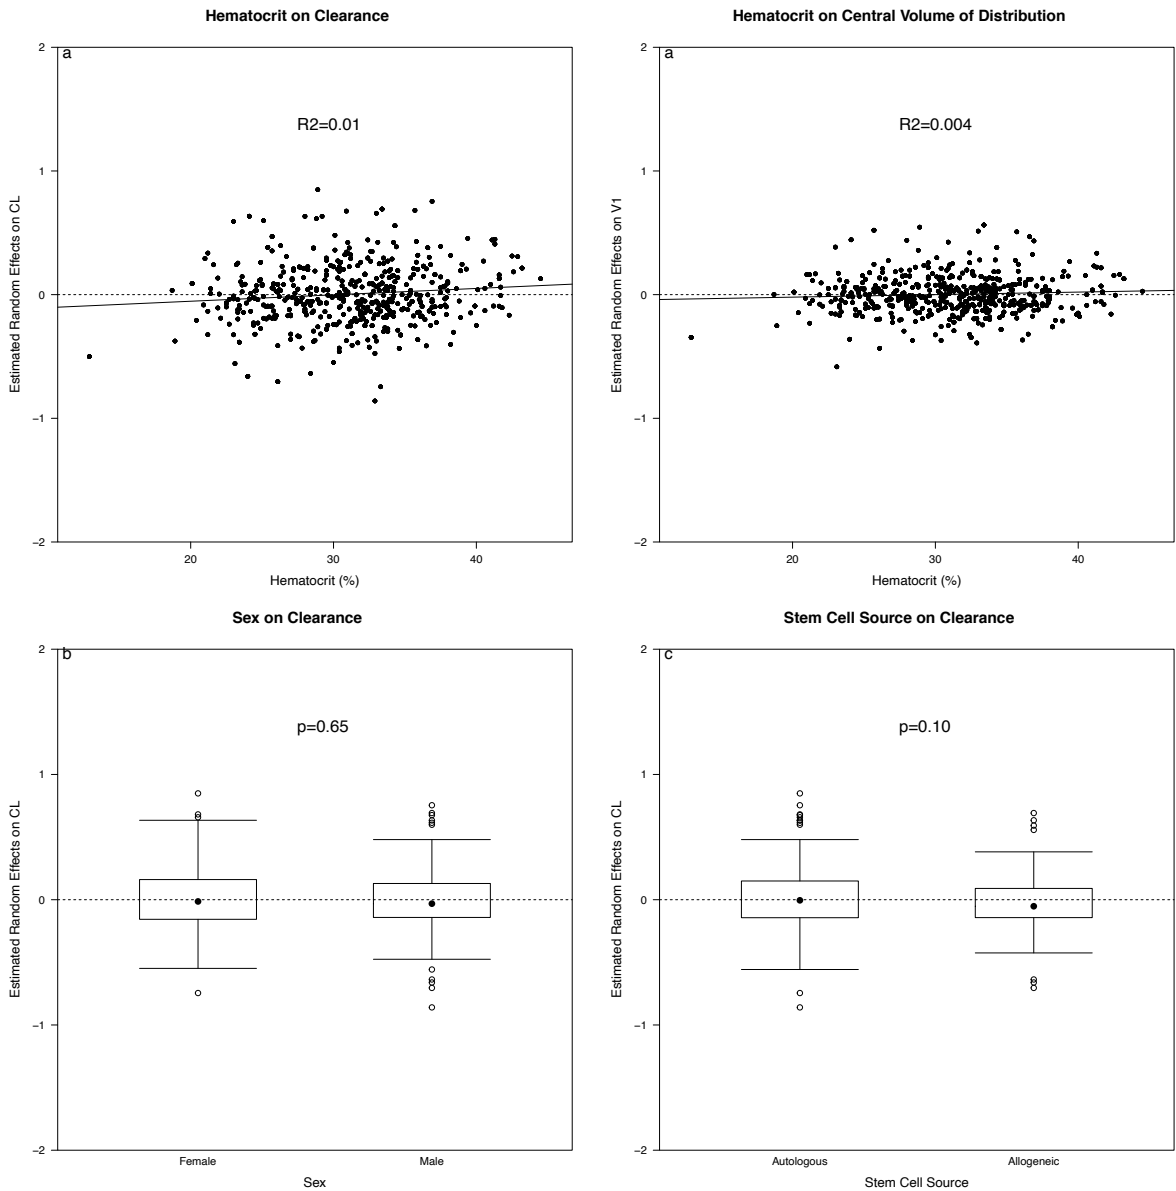 Hematocrit on Clearance
a
R2=0.01
Estimated Random Effects on CL
2
1
0
−1
−2
20 30 40
Hematocrit (%)
Hematocrit on Central Volume of Distribution
a
R2=0.004
Estimated Random Effects on V1
2
1
0
−1
−2
20 30 40
Hematocrit (%)
Sex on Clearance
b
p=0.65
Estimated Random Effects on CL
2
1
0
−1
−2
Female Male
Sex
Stem Cell Source on Clearance
c
p=0.10
Estimated Random Effects on CL
2
1
0
−1
−2
Autologous Allogeneic
Stem Cell Source